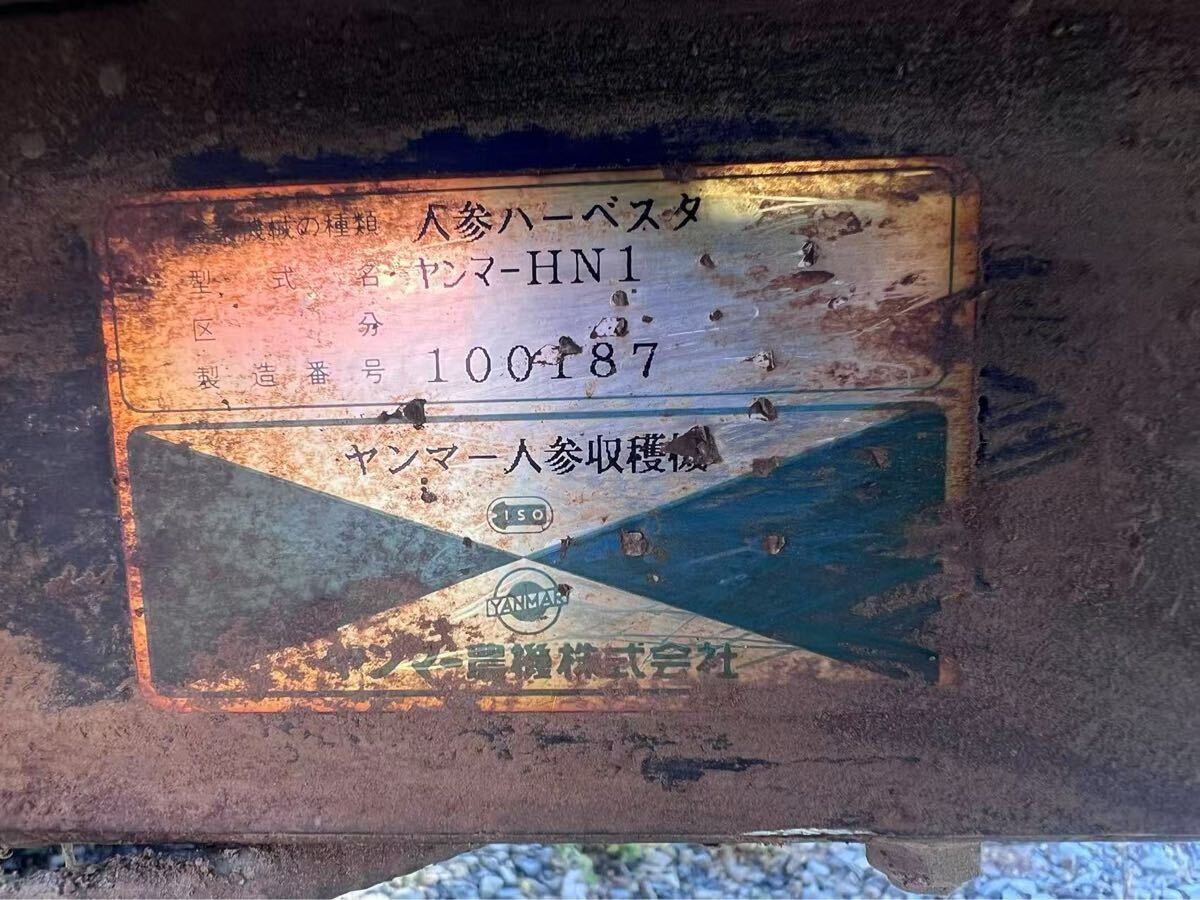 機械の種類 人参ハーベスタ
型式名 ヤンマーHN1
区分
製造番号 100187
ヤンマー人参収穫機
ISO
YANMAR
ヤンマー農機株式会社